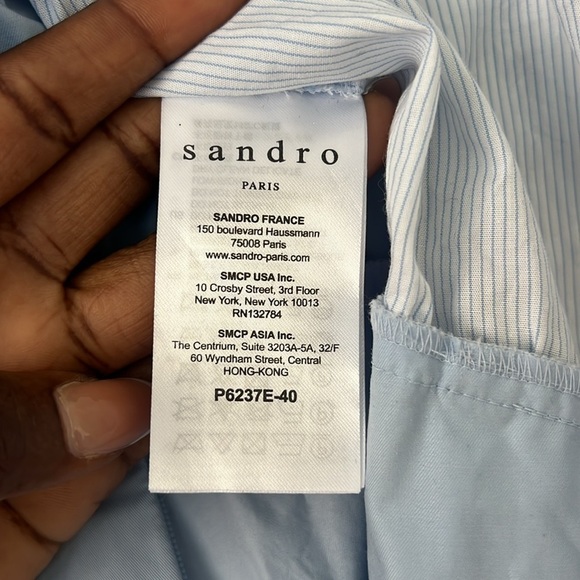 sandro
PARIS
SANDRO FRANCE
150 boulevard Haussmann
75008 Paris
www.sandro-paris.com
SMCP USA Inc.
10 Crosby Street, 3rd Floor
New York, New York 10013
RN132784
SMCP ASIA Inc.
The Centrium, Suite 3203A-5A, 32/F
60 Wyndham Street, Central
HONG-KONG
P6237E-40